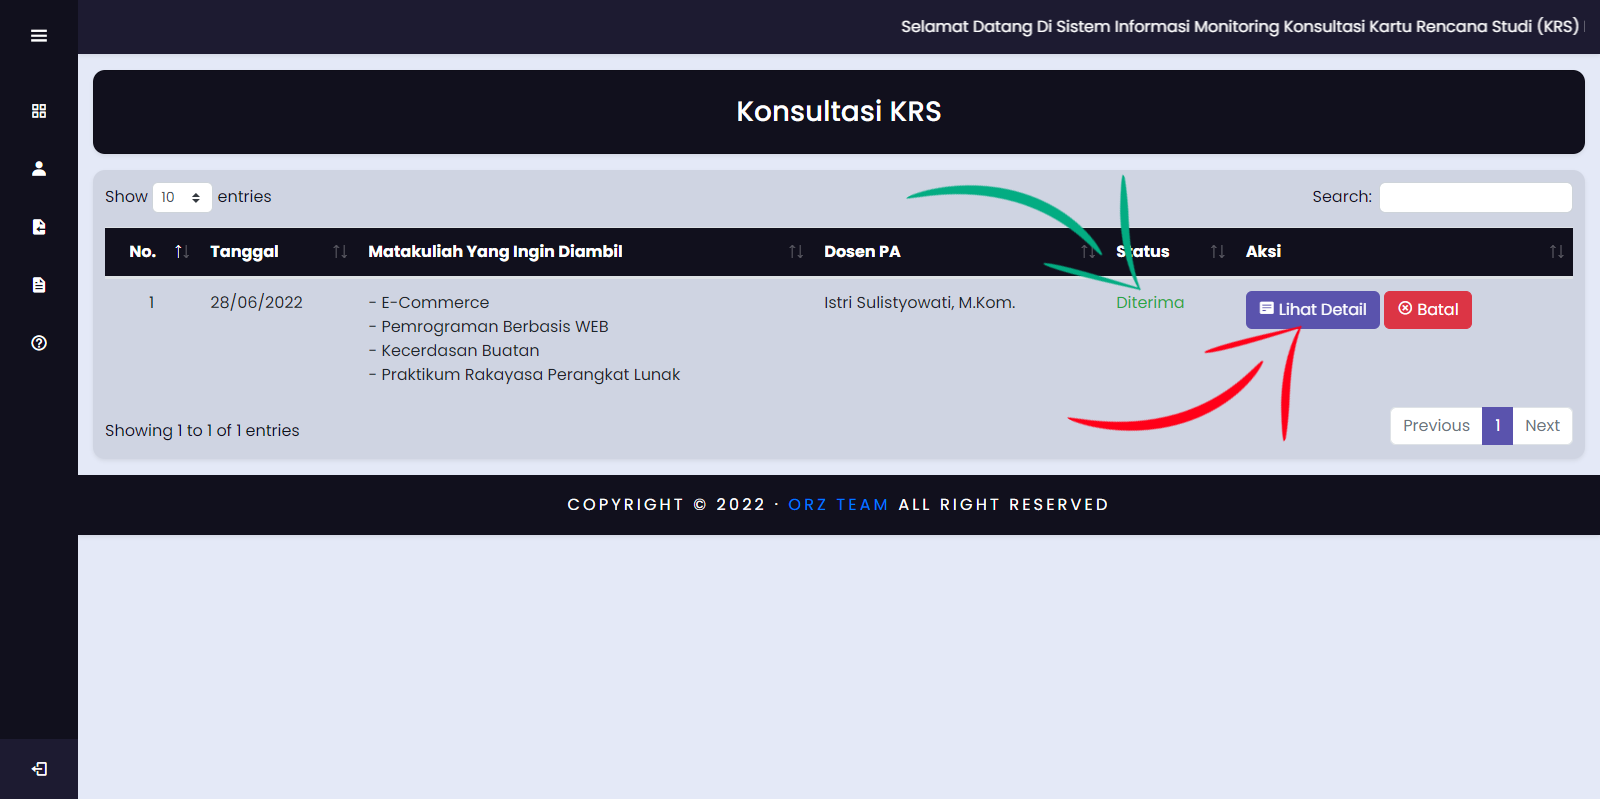 Selamat Datang Di Sistem Informasi Monitoring Konsultasi Kartu Rencana Studi (KRS)
Konsultasi KRS
Show 10 entries
Search:
No. Tanggal Matakuliah Yang Ingin Diambil Dosen PA Status Aksi
1 28/06/2022 - E-Commerce Istri Sulistyowati, M.Kom. Diterima Lihat Detail Batal
- Pemrograman Berbasis WEB
- Kecerdasan Buatan
- Praktikum Rakayasa Perangkat Lunak
Showing 1 to 1 of 1 entries
Previous 1 Next
COPYRIGHT © 2022 · ORZ TEAM ALL RIGHT RESERVED